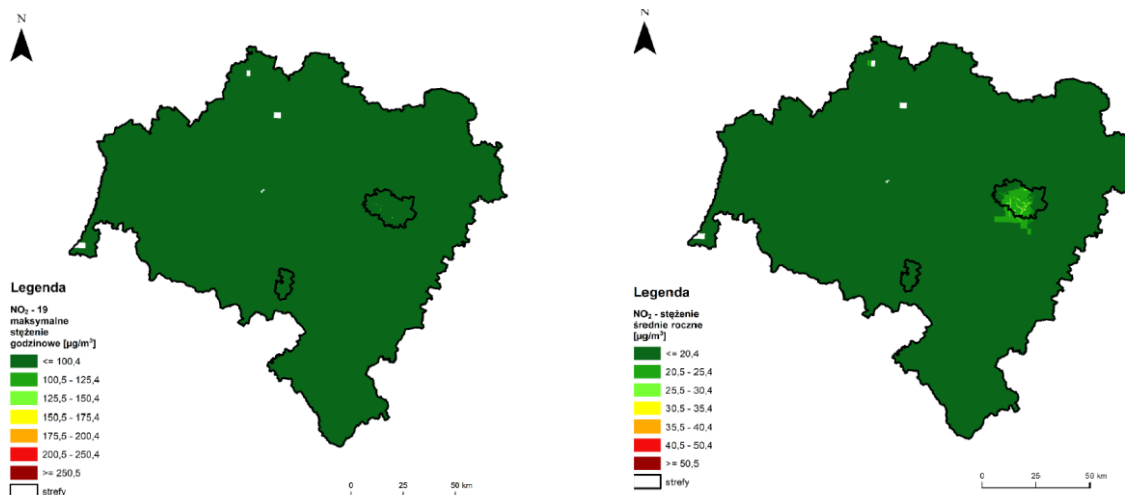 N
Legenda
NO₂ - 19
maksymalne
stężenie
godzinowe [µg/m³]
<= 100,4
100,5 - 125,4
125,5 - 150,4
150,5 - 175,4
175,5 - 200,4
200,5 - 250,4
>= 250,5
strefy
0 25 50 km
N
Legenda
NO₂ - stężenie
średnie roczne
[µg/m³]
<= 20,4
20,5 - 25,4
25,5 - 30,4
30,5 - 35,4
35,5 - 40,4
40,5 - 50,4
>= 50,5
strefy
0 25 50 km